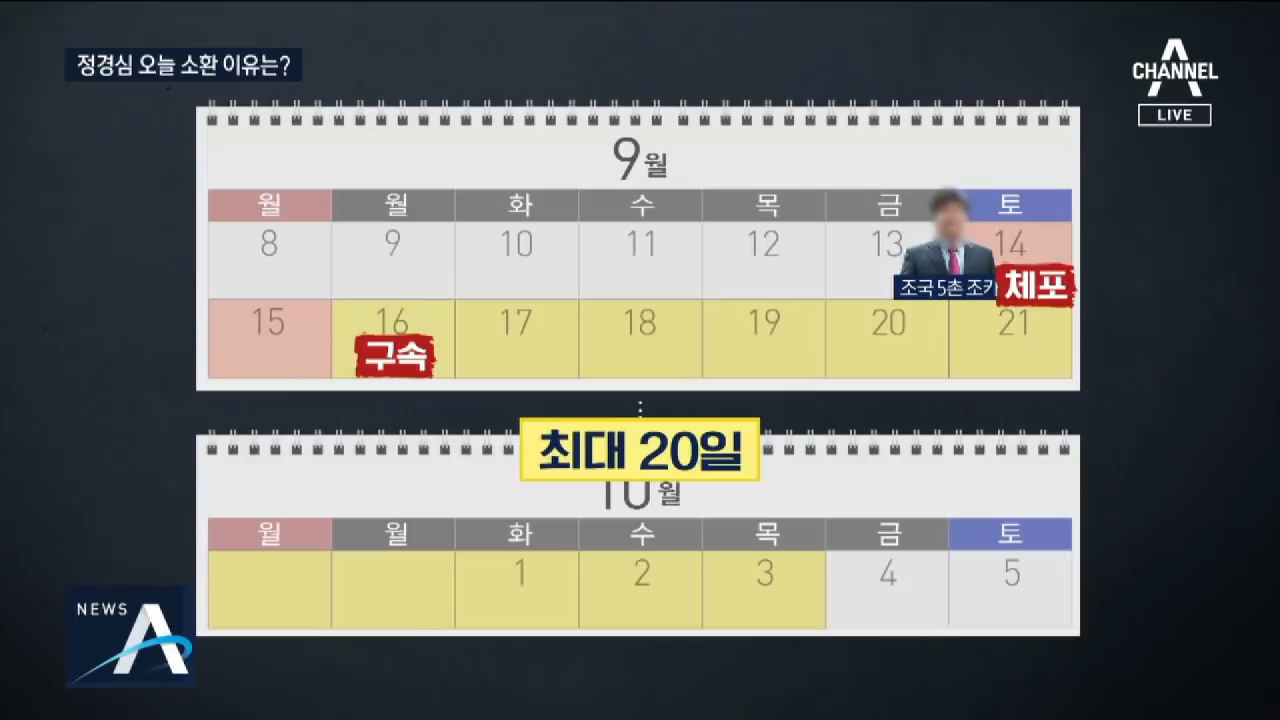 정경심 오늘 소환 이유는?
CHANNEL A
LIVE
9월
월 월 화 수 목 금 토
8 9 10 11 12 13 14
조국 5촌 조카 체포
15 16 17 18 19 20 21
구속
최대 20일
10월
월 월 화 수 목 금 토
1 2 3 4 5
NEWS A